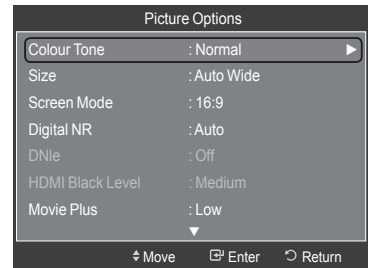 Picture Options
Colour Tone : Normal ►
Size : Auto Wide
Screen Mode : 16:9
Digital NR : Auto
DNIe : Off
HDMI Black Level : Medium
Movie Plus : Low
▼
Move Enter Return